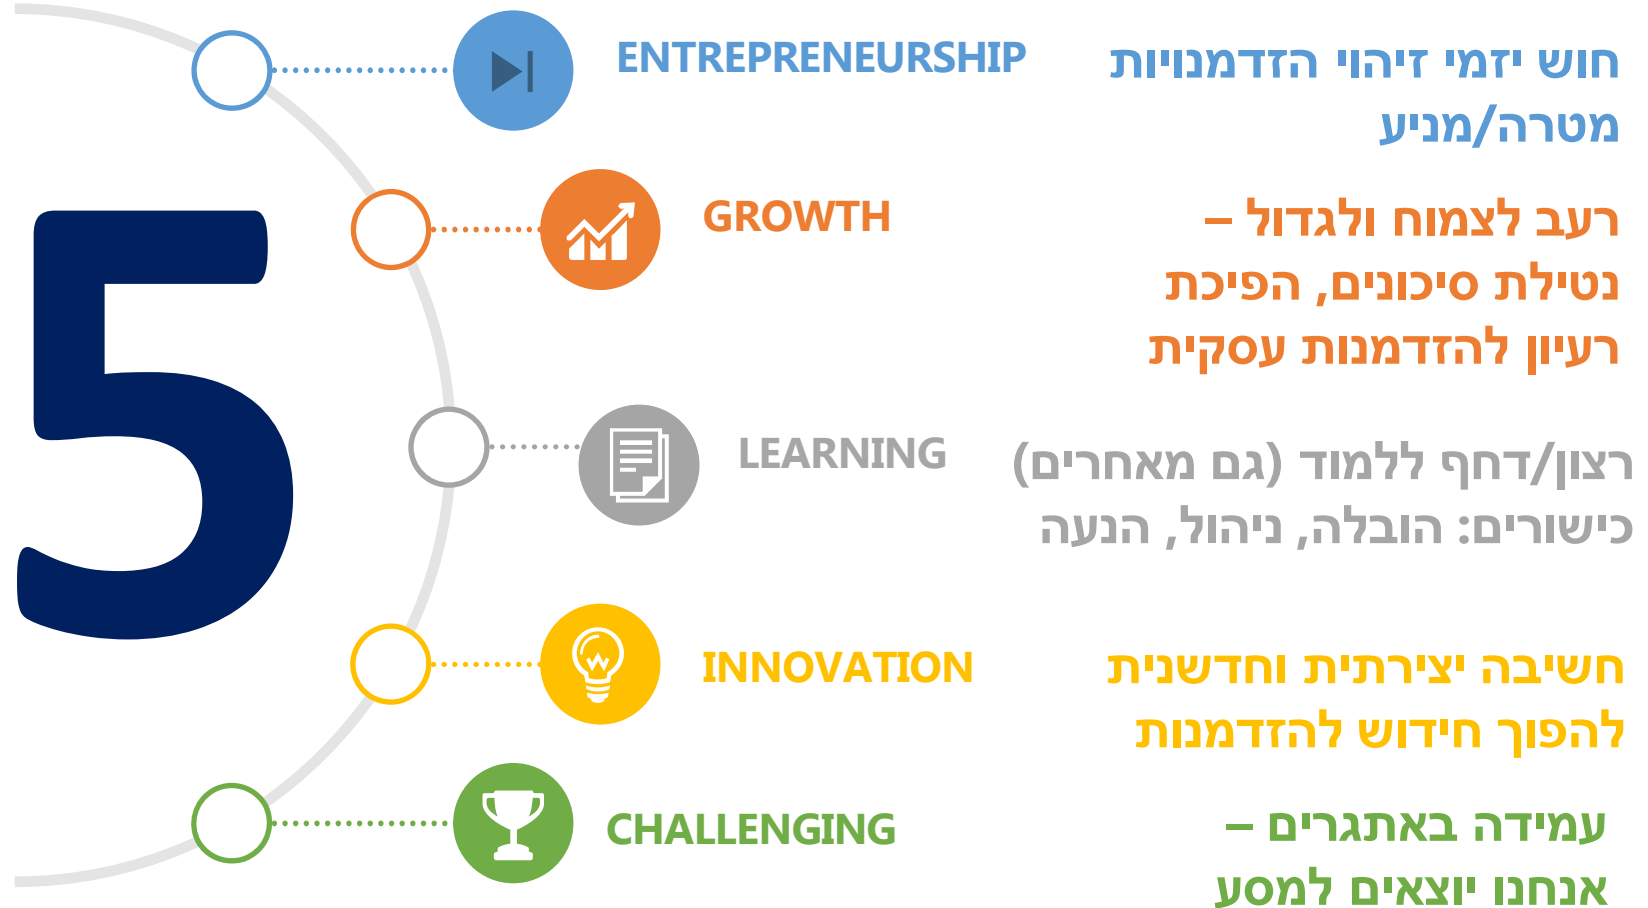 5
ENTREPRENEURSHIP
חוש יזמי זיהוי הזדמנויות
מטרה/מניע
GROWTH
רעב לצמוח ולגדול –
נטילת סיכונים, הפיכת
רעיון להזדמנות עסקית
LEARNING
רצון/דחף ללמוד (גם מאחרים)
כישורים: הובלה, ניהול, הנעה
INNOVATION
חשיבה יצירתית וחדשנית
להפוך חידוש להזדמנות
CHALLENGING
עמידה באתגרים –
אנחנו יוצאים למסע